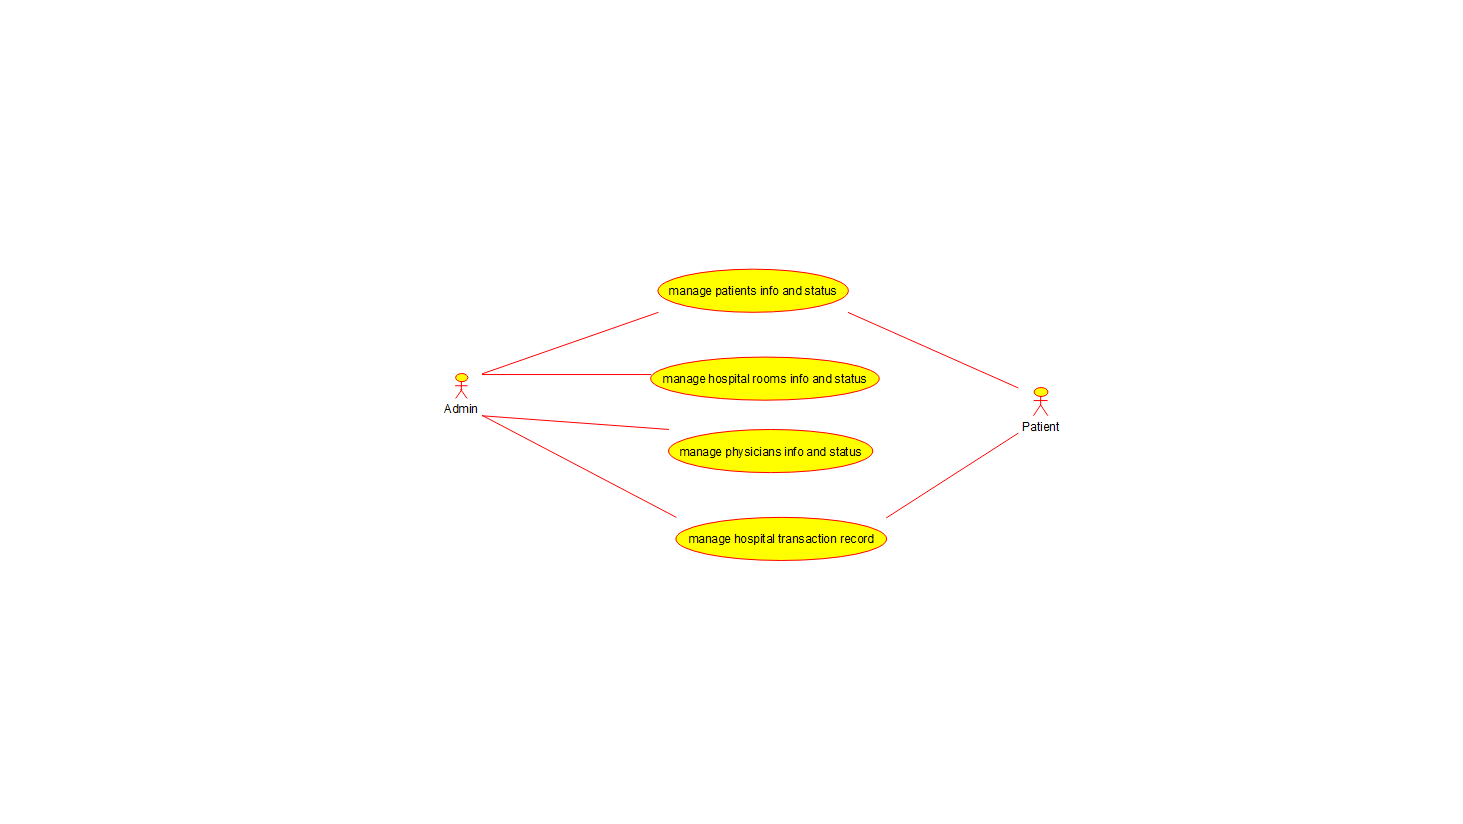 manage patients info and status
manage hospital rooms info and status
Admin
Patient
manage physicians info and status
manage hospital transaction record